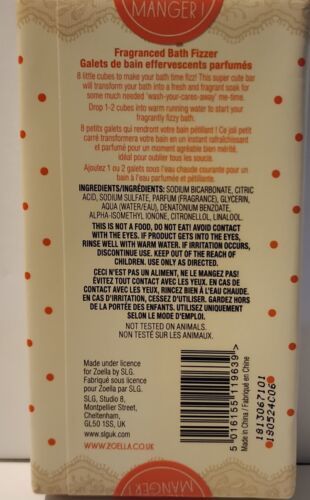 MANGER!
Fragranced Bath Fizzer
Galets de bain effervescents parfumés
8 little cubes to make your bath time fizz! This super cute bar
will transform your bath into a fresh and fragrant soak for
some much needed 'wash-your-cares-away' me-time.
Drop 1-2 cubes into warm running water to start your
fragrantly fizzy bath.
8 petits galets qui rendront votre bain pétillant ! Ce joli petit
carré transformera votre bain en un instant rafraîchissant
et parfumé pour un moment agréable bien mérité,
idéal pour oublier tous les soucis.
Ajoutez 1 ou 2 galets sous l'eau chaude courante pour un
bain à l'eau parfumée et pétillante.
INGREDIENTS/INGRÉDIENTS: SODIUM BICARBONATE, CITRIC
ACID, SODIUM SULFATE, PARFUM (FRAGRANCE), GLYCERIN,
AQUA (WATER/EAU), DENATONIUM BENZOATE,
ALPHA-ISOMETHYL IONONE, CITRONELLOL, LINALOOL.
THIS IS NOT A FOOD, DO NOT EAT! AVOID CONTACT
WITH THE EYES. IF PRODUCT GETS INTO THE EYES,
RINSE WELL WITH WARM WATER. IF IRRITATION OCCURS,
DISCONTINUE USE. KEEP OUT OF THE REACH OF
CHILDREN. USE ONLY AS DIRECTED.
CECI N'EST PAS UN ALIMENT, NE LE MANGEZ PAS!
ÉVITEZ TOUT CONTACT AVEC LES YEUX. EN CAS DE
CONTACT AVEC LES YEUX, RINCEZ BIEN À L'EAU CHAUDE.
EN CAS D'IRRITATION, CESSEZ D'UTILISER. GARDEZ HORS
DE LA PORTÉE DES ENFANTS. UTILISEZ UNIQUEMENT
SELON LE MODE D'EMPLOI.
NOT TESTED ON ANIMALS.
NON TESTÉ SUR LES ANIMAUX.
Made under licence
for Zoella by SLG.
Fabriqué sous licence
pour Zoella par SLG.
SLG, Studio 8,
Montpellier Street,
Cheltenham,
GL50 1SS, UK
www.slguk.com
WWW.ZOELLA.CO.UK
5 016155 119639 >
Made in China / Fabriqué en Chine
1813067101
190524C06
MANGER!